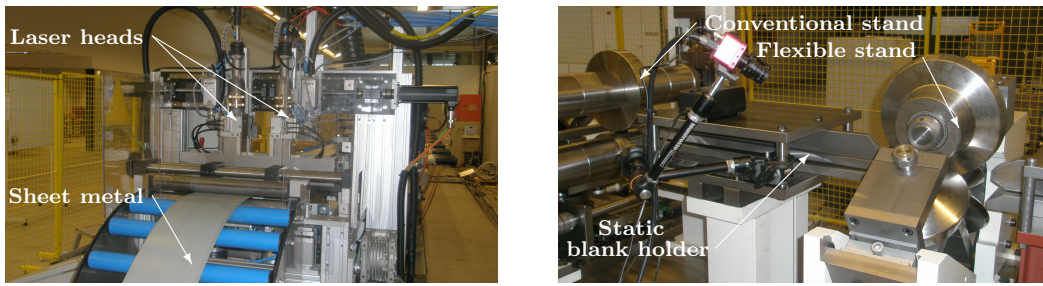 Laser heads
Sheet metal
Conventional stand
Flexible stand
Static
blank holder